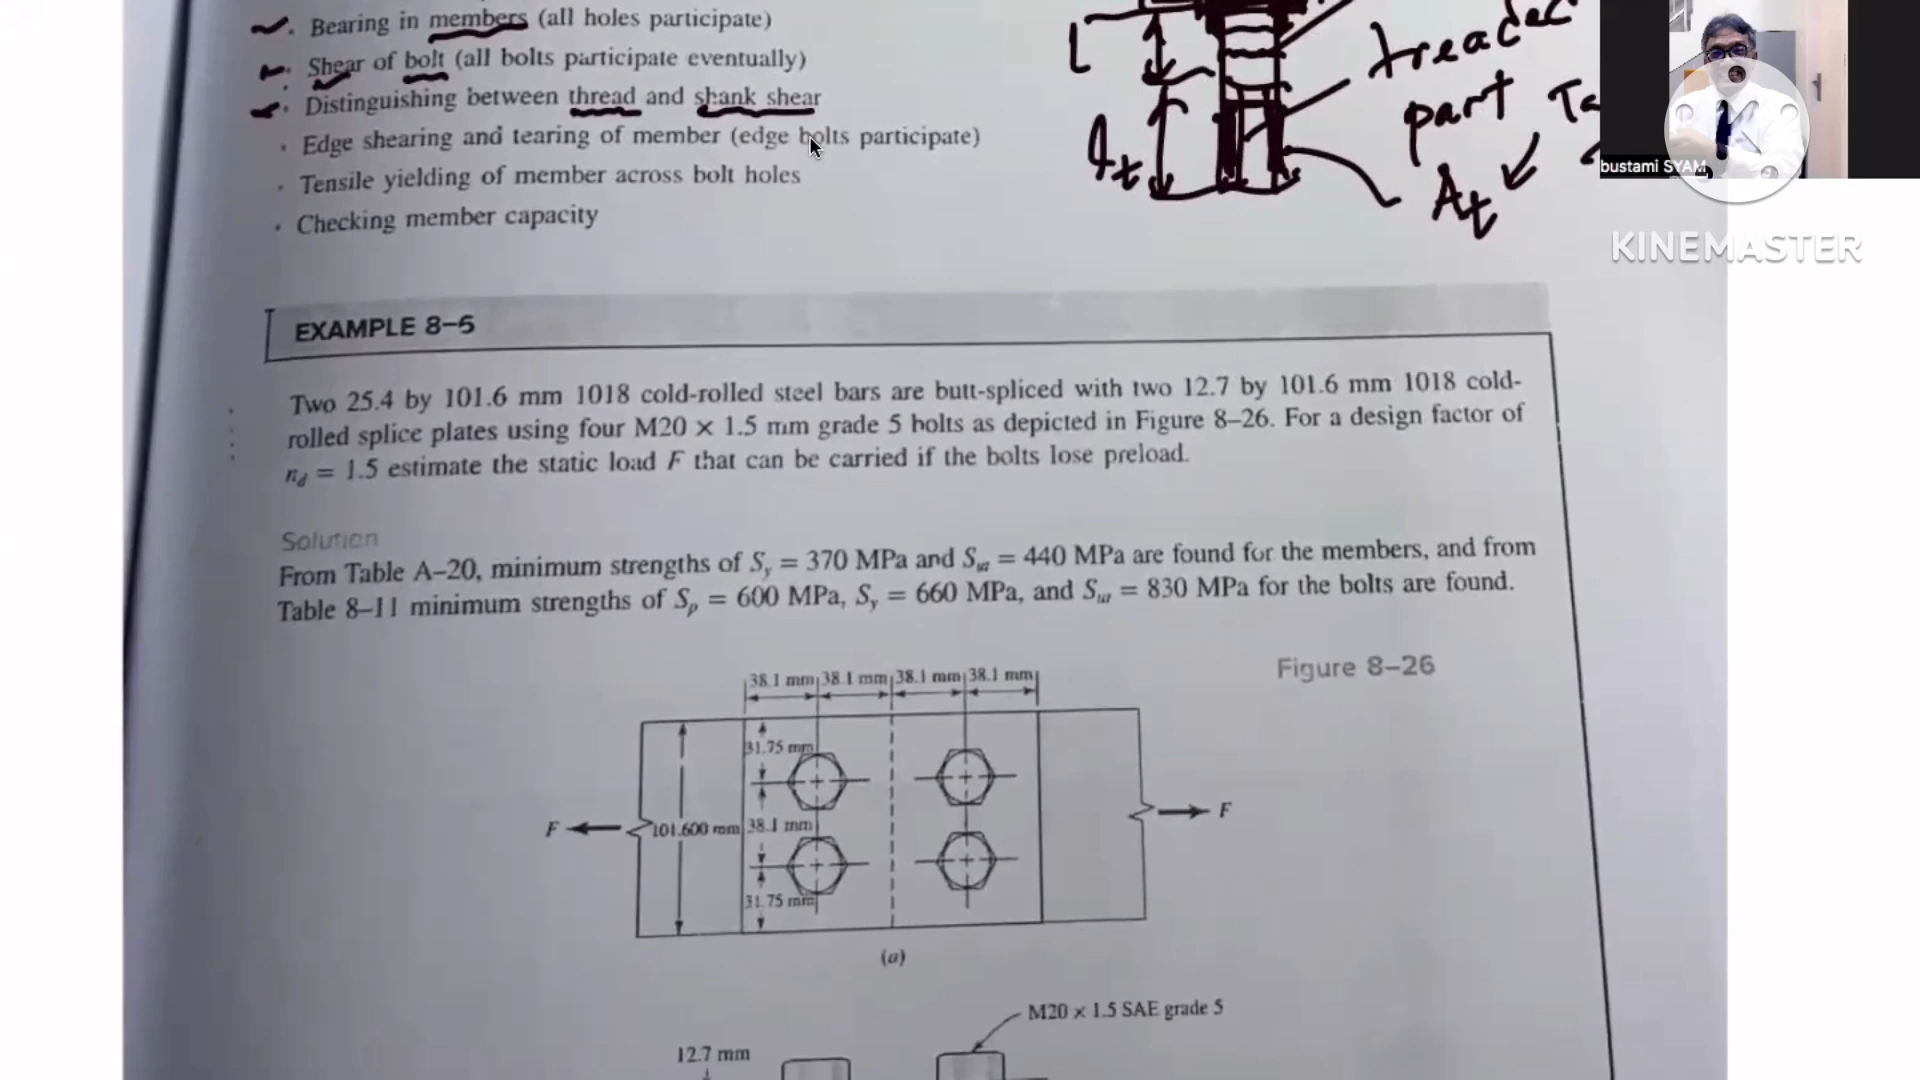 . Bearing in members (all holes participate)
. Shear of bolt (all bolts participate eventually)
. Distinguishing between thread and shank shear
. Edge shearing and tearing of member (edge bolts participate)
. Tensile yielding of member across bolt holes
. Checking member capacity
L
treaded
part
lt
At
bustami SYAM
KINEMASTER
EXAMPLE 8–5
Two 25.4 by 101.6 mm 1018 cold-rolled steel bars are butt-spliced with two 12.7 by 101.6 mm 1018 cold-
rolled splice plates using four M20 × 1.5 mm grade 5 bolts as depicted in Figure 8–26. For a design factor of
nd = 1.5 estimate the static load F that can be carried if the bolts lose preload.
Solution
From Table A–20, minimum strengths of Sy = 370 MPa and Sut = 440 MPa are found for the members, and from
Table 8–11 minimum strengths of Sp = 600 MPa, Sy = 660 MPa, and Sut = 830 MPa for the bolts are found.
Figure 8–26
38.1 mm 38.1 mm 38.1 mm 38.1 mm
31.75 mm
F 101.600 mm 38.1 mm F
31.75 mm
(a)
M20 × 1.5 SAE grade 5
12.7 mm